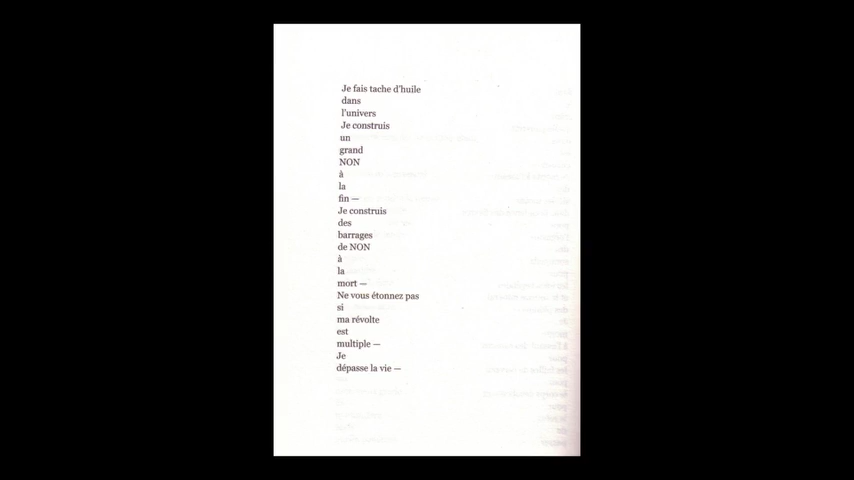 Je fais tache d'huile
dans
l'univers
Je construis
un
grand
NON
à
la
fin —
Je construis
des
barrages
de NON
à
la
mort —
Ne vous étonnez pas
si
ma révolte
est
multiple —
Je
dépasse la vie —